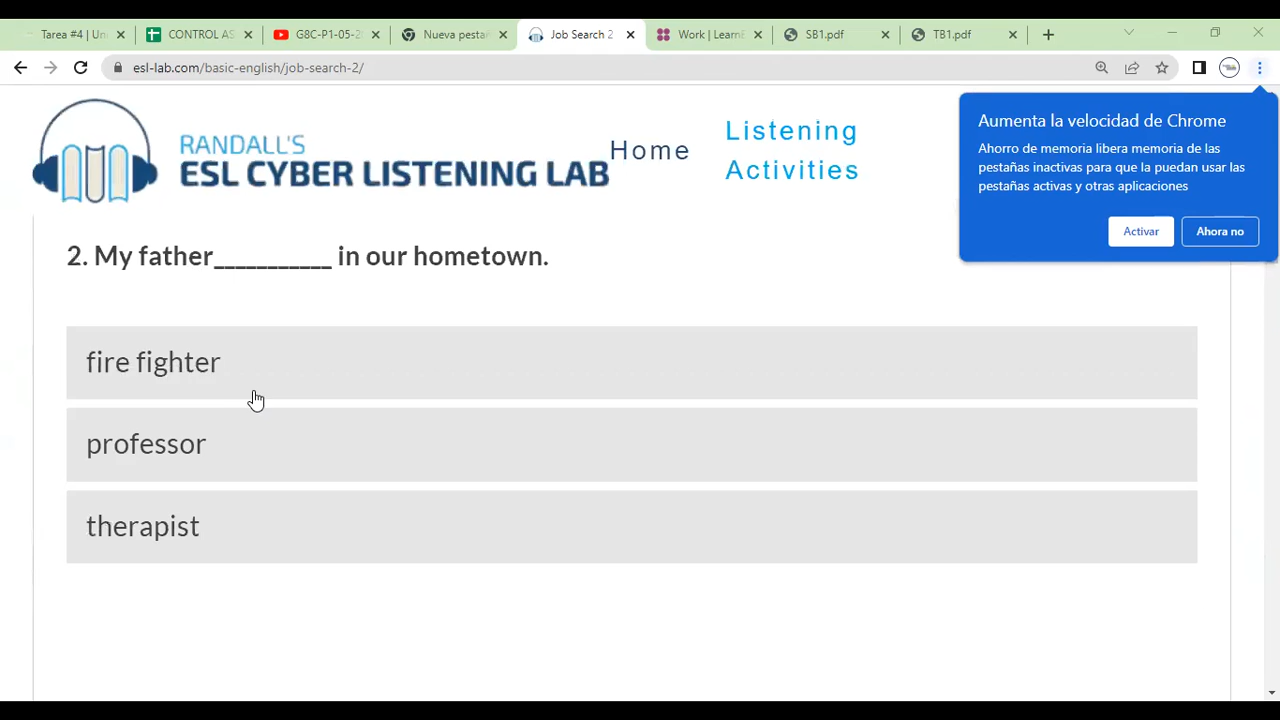 Tarea #4 | Un
CONTROL AS
G8C-P1-05-2
Nueva pesta
Job Search 2
Work | Learn
SB1.pdf
TB1.pdf
esl-lab.com/basic-english/job-search-2/
RANDALL'S
ESL CYBER LISTENING LAB
Home
Listening
Activities
Aumenta la velocidad de Chrome
Ahorro de memoria libera memoria de las
pestañas inactivas para que la puedan usar las
pestañas activas y otras aplicaciones
Activar
Ahora no
2. My father___________ in our hometown.
fire fighter
professor
therapist